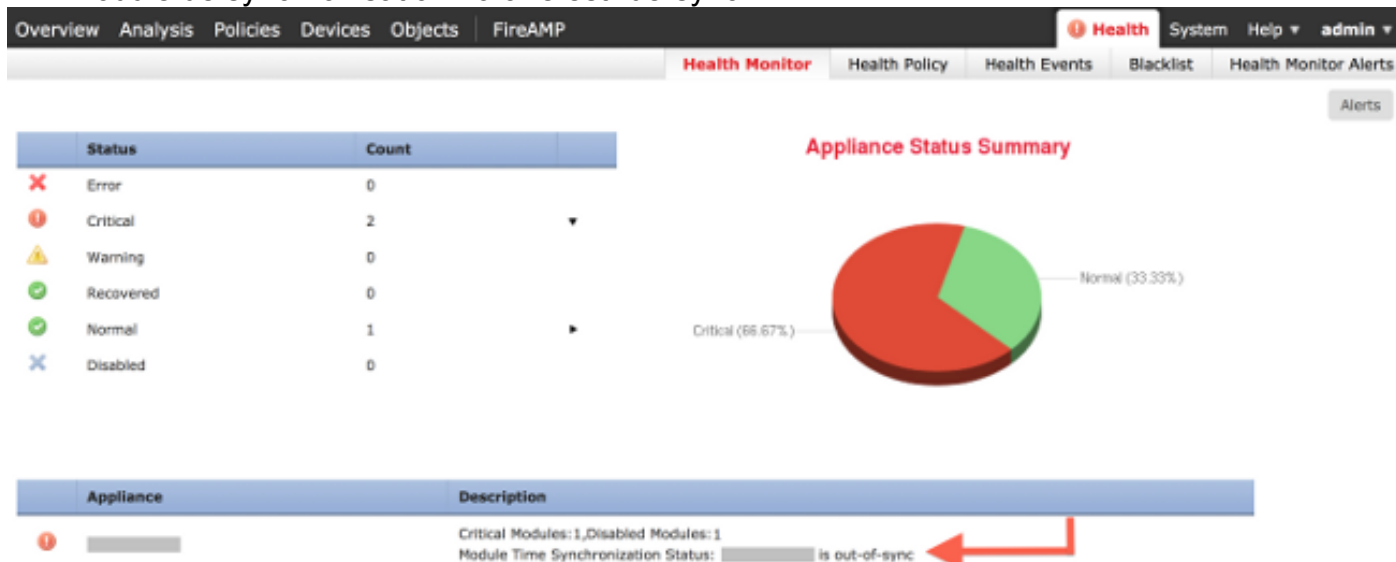 Overview Analysis Policies Devices Objects FireAMP Health System Help admin
Health Monitor Health Policy Health Events Blacklist Health Monitor Alerts
Alerts
Status Count
Error 0
Critical 2
Warning 0
Recovered 0
Normal 1
Disabled 0
Appliance Status Summary
Normal (33.33%)
Critical (66.67%)
Appliance Description
Critical Modules:1,Disabled Modules:1
Module Time Synchronization Status: is out-of-sync